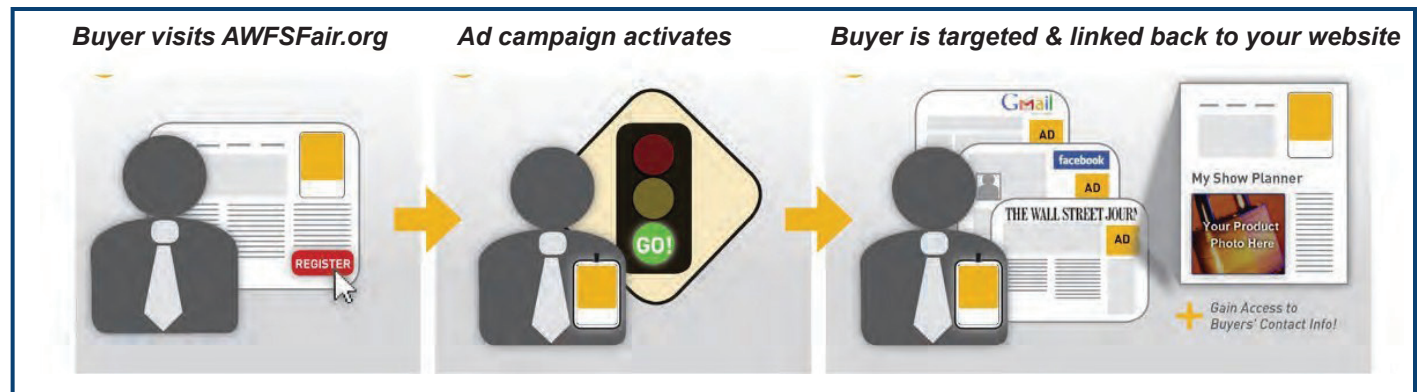 Buyer visits AWFSFair.org
Ad campaign activates
Buyer is targeted & linked back to your website
REGISTER
GO!
Gmail
AD
facebook
AD
THE WALL STREET JOUR
AD
My Show Planner
Your Product
Photo Here
Gain Access to
Buyers' Contact Info!